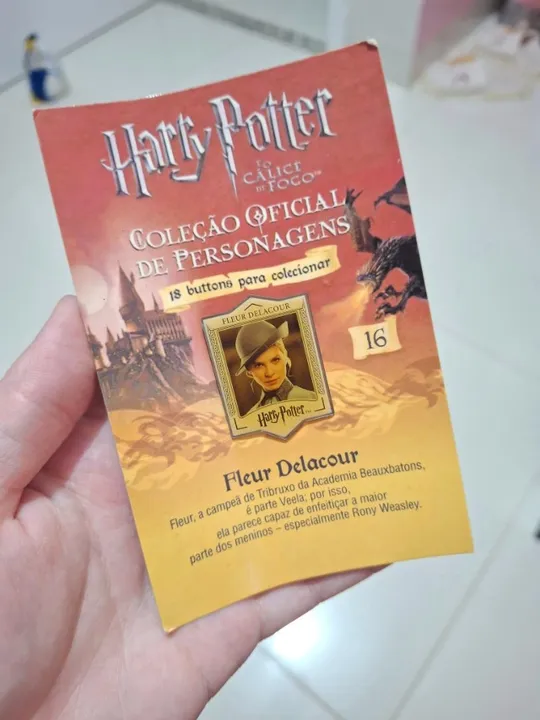 Harry Potter
E O
CÁLICE
DE FOGO™
COLEÇÃO OFICIAL
DE PERSONAGENS
18 buttons para colecionar
FLEUR DELACOUR
Harry Potter
16
Fleur Delacour
Fleur, a campeã de Tribruxo da Academia Beauxbatons,
é parte Veela; por isso,
ela parece capaz de enfeitiçar a maior
parte dos meninos – especialmente Rony Weasley.